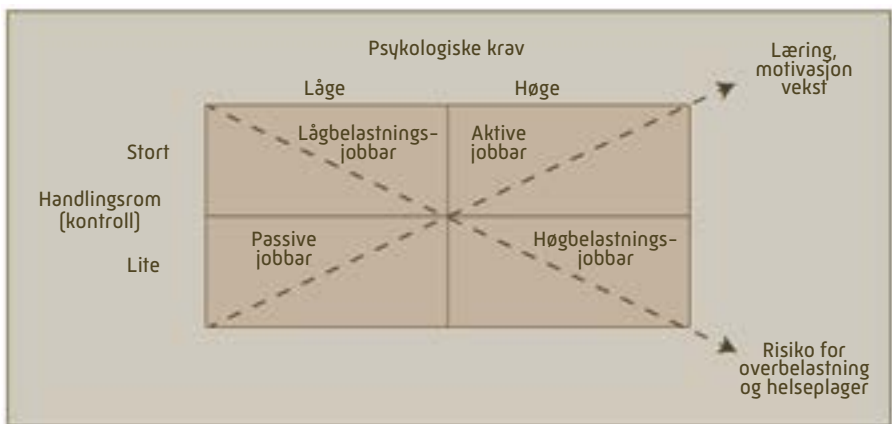 Psykologiske krav
Læring,
motivasjon
vekst
Låge
Høge
Stort
Lågbelastnings-
jobbar
Aktive
jobbar
Handlingsrom
(kontroll)
Lite
Passive
jobbar
Høgbelastnings-
jobbar
Risiko for
overbelastning
og helseplager